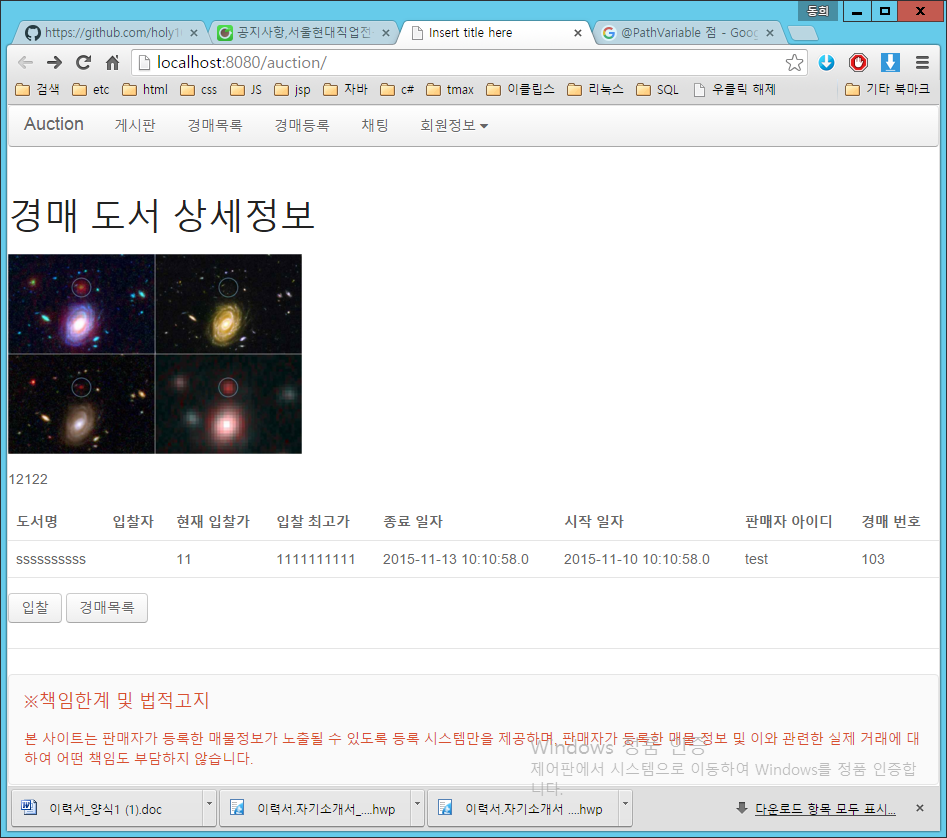 동희
https://github.com/holy1
공지사항,서울현대직업전
Insert title here
@PathVariable 점 - Goog
localhost:8080/auction/
검색 etc html css JS jsp 자바 c# tmax 이클립스 리눅스 SQL 우클릭 해제 기타 북마크
Auction 게시판 경매목록 경매등록 채팅 회원정보
경매 도서 상세정보
12122
도서명 입찰자 현재 입찰가 입찰 최고가 종료 일자 시작 일자 판매자 아이디 경매 번호
ssssssssss 11 1111111111 2015-11-13 10:10:58.0 2015-11-10 10:10:58.0 test 103
입찰 경매목록
※책임한계 및 법적고지
본 사이트는 판매자가 등록한 매물정보가 노출될 수 있도록 등록 시스템만을 제공하며, 판매자가 등록한 매물 정보 및 이와 관련한 실제 거래에 대
하여 어떤 책임도 부담하지 않습니다.
Windows 정품 인증
제어판에서 시스템으로 이동하여 Windows를 정품 인증합
니다.
이력서_양식1 (1).doc 이력서.자기소개서_....hwp 이력서.자기소개서 ....hwp 다운로드 항목 모두 표시...